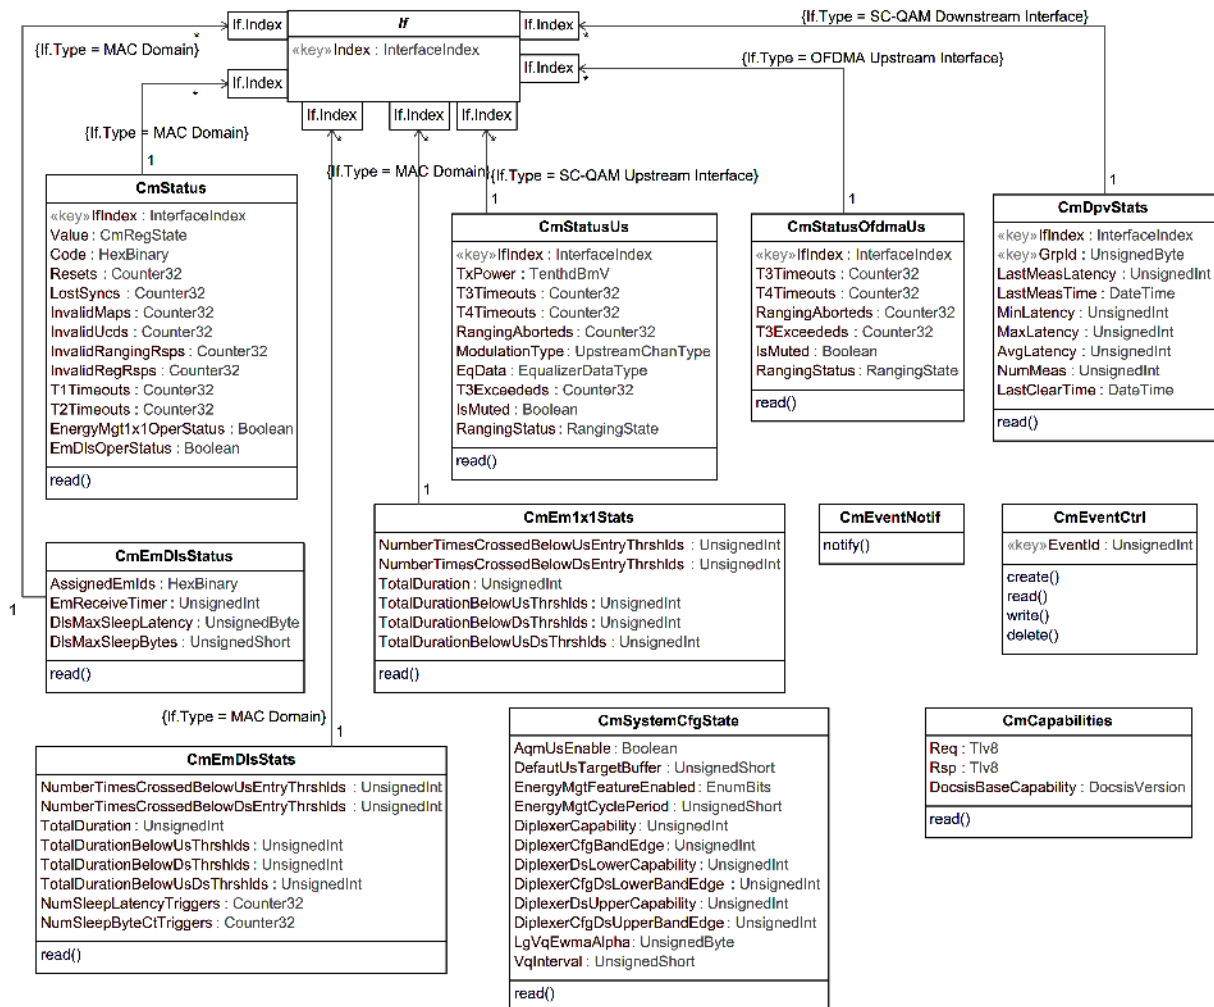 If
«key»Index : InterfaceIndex
If.Index
If.Index
If.Index
If.Index
If.Index
If.Index
If.Index
*
*
*
*
*
*
*
{If.Type = MAC Domain}
{If.Type = MAC Domain}
{If.Type = SC-QAM Downstream Interface}
{If.Type = OFDMA Upstream Interface}
{If.Type = MAC Domain}
{If.Type = SC-QAM Upstream Interface}
1
CmStatus
«key»IfIndex : InterfaceIndex
Value : CmRegState
Code : HexBinary
Resets : Counter32
LostSyncs : Counter32
InvalidMaps : Counter32
InvalidUcds : Counter32
InvalidRangingRsps : Counter32
InvalidRegRsps : Counter32
T1Timeouts : Counter32
T2Timeouts : Counter32
EnergyMgt1x1OperStatus : Boolean
EmDlsOperStatus : Boolean
read()
1
CmStatusUs
«key»IfIndex : InterfaceIndex
TxPower : TenthdBmV
T3Timeouts : Counter32
T4Timeouts : Counter32
RangingAborteds : Counter32
ModulationType : UpstreamChanType
EqData : EqualizerDataType
T3Exceededs : Counter32
IsMuted : Boolean
RangingStatus : RangingState
read()
1
CmStatusOfdmaUs
«key»IfIndex : InterfaceIndex
T3Timeouts : Counter32
T4Timeouts : Counter32
RangingAborteds : Counter32
T3Exceededs : Counter32
IsMuted : Boolean
RangingStatus : RangingState
read()
1
CmDpvStats
«key»IfIndex : InterfaceIndex
«key»GrpId : UnsignedByte
LastMeasLatency : UnsignedInt
LastMeasTime : DateTime
MinLatency : UnsignedInt
MaxLatency : UnsignedInt
AvgLatency : UnsignedInt
NumMeas : UnsignedInt
LastClearTime : DateTime
read()
1
CmEmDlsStatus
AssignedEmIds : HexBinary
EmReceiveTimer : UnsignedInt
DlsMaxSleepLatency : UnsignedByte
DlsMaxSleepBytes : UnsignedShort
read()
1
CmEm1x1Stats
NumberTimesCrossedBelowUsEntryThrshlds : UnsignedInt
NumberTimesCrossedBelowDsEntryThrshlds : UnsignedInt
TotalDuration : UnsignedInt
TotalDurationBelowUsThrshlds : UnsignedInt
TotalDurationBelowDsThrshlds : UnsignedInt
TotalDurationBelowUsDsThrshlds : UnsignedInt
read()
CmEventNotif
notify()
CmEventCtrl
«key»EventId : UnsignedInt
create()
read()
write()
delete()
{If.Type = MAC Domain}
1
CmEmDlsStats
NumberTimesCrossedBelowUsEntryThrshlds : UnsignedInt
NumberTimesCrossedBelowDsEntryThrshlds : UnsignedInt
TotalDuration : UnsignedInt
TotalDurationBelowUsThrshlds : UnsignedInt
TotalDurationBelowDsThrshlds : UnsignedInt
TotalDurationBelowUsDsThrshlds : UnsignedInt
NumSleepLatencyTriggers : Counter32
NumSleepByteCtTriggers : Counter32
read()
CmSystemCfgState
AqmUsEnable : Boolean
DefautUsTargetBuffer : UnsignedShort
EnergyMgtFeatureEnabled : EnumBits
EnergyMgtCyclePeriod : UnsignedShort
DiplexerCapability : UnsignedInt
DiplexerCfgBandEdge : UnsignedInt
DiplexerDsLowerCapability : UnsignedInt
DiplexerCfgDsLowerBandEdge : UnsignedInt
DiplexerDsUpperCapability : UnsignedInt
DiplexerCfgDsUpperBandEdge : UnsignedInt
LgVqEwmaAlpha : UnsignedByte
VqInterval : UnsignedShort
read()
CmCapabilities
Req : Tlv8
Rsp : Tlv8
DocsisBaseCapability : DocsisVersion
read()